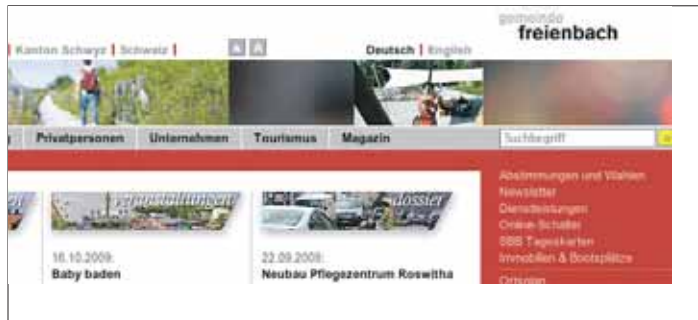 gemeinde
freienbach
Kanton Schwyz | Schweiz |
A A
Deutsch | English
Privatpersonen Unternehmen Tourismus Magazin
Suchbegriff
Abstimmungen und Wahlen
Newsletter
Dienstleistungen
Online-Schalter
SBB Tageskarten
Immobilien & Bootsplätze
Ortsplan
veranstaltungen
dossier
16.10.2009:
Baby baden
22.09.2009:
Neubau Pflegezentrum Roswitha